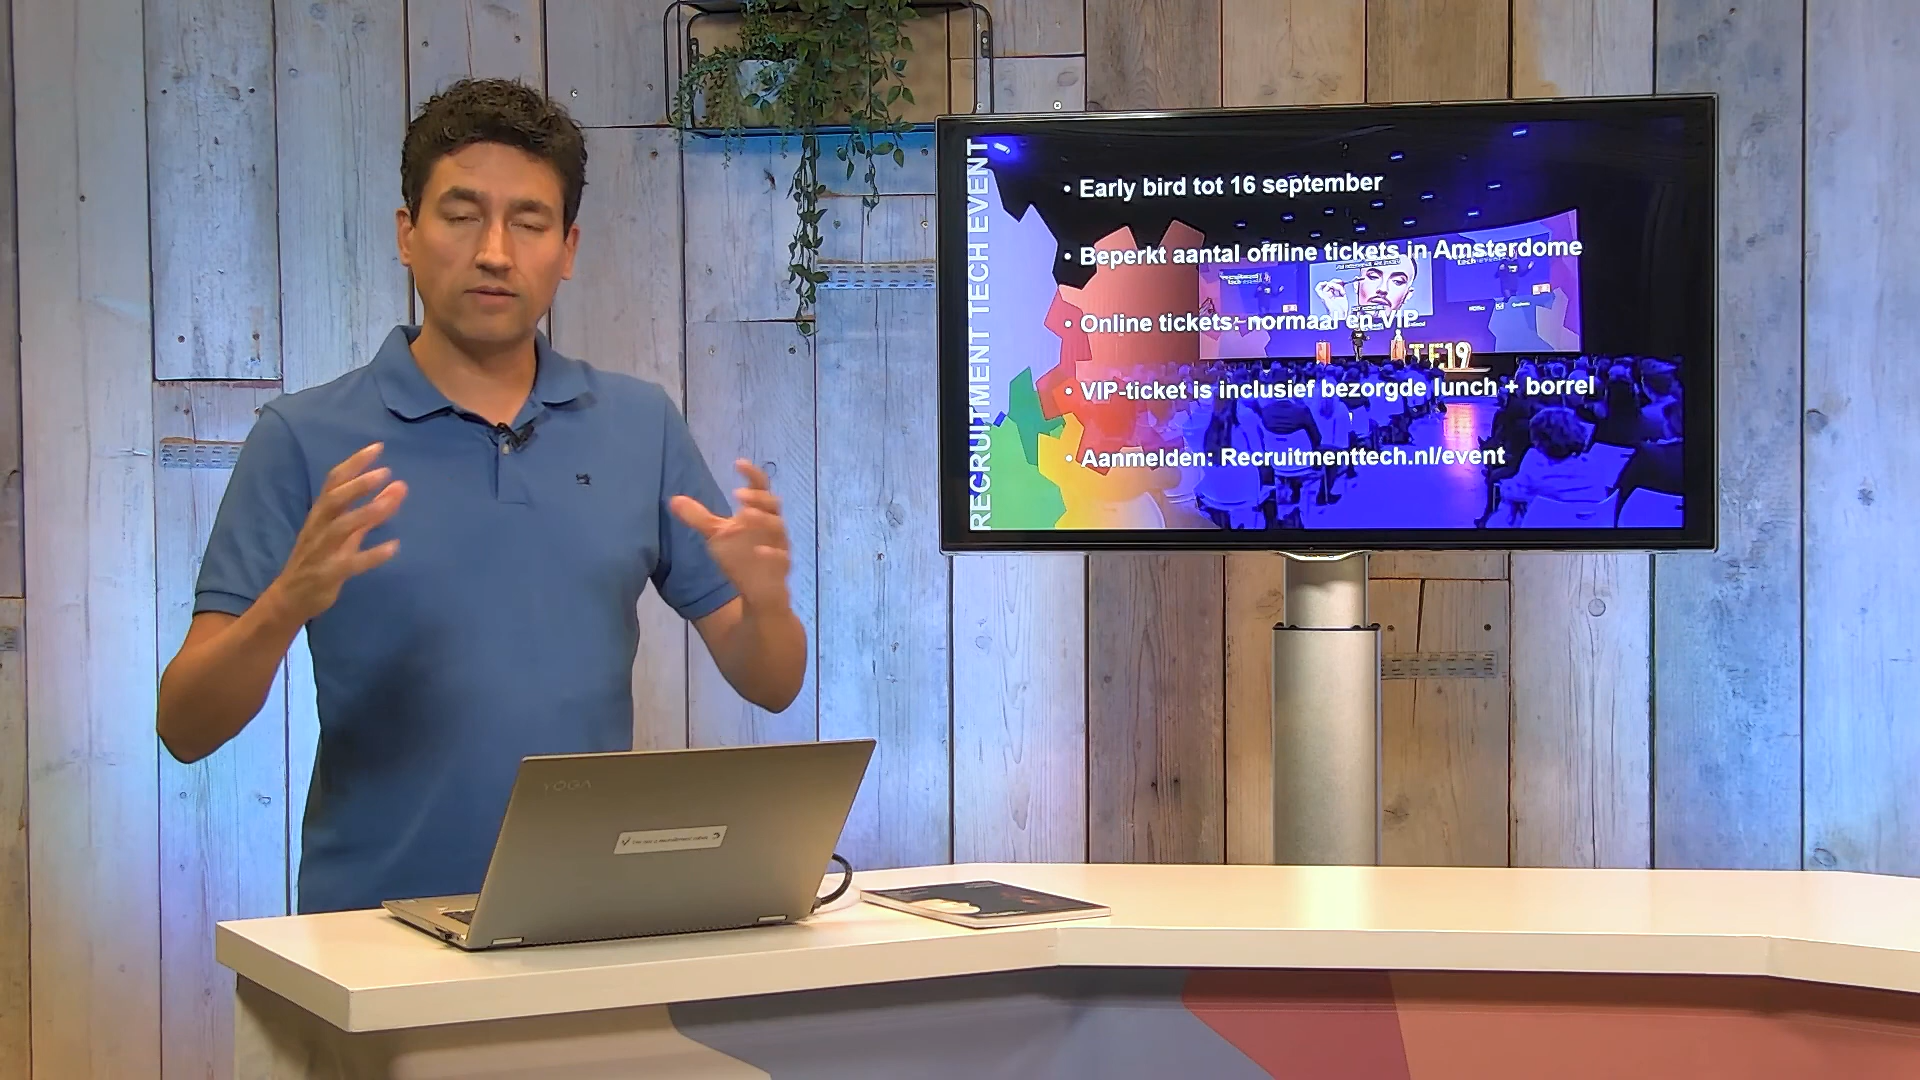 RECRUITMENT TECH EVENT
• Early bird tot 16 september
• Beperkt aantal offline tickets in Amsterdome
• Online tickets: normaal en VIP
• VIP-ticket is inclusief bezorgde lunch + borrel
• Aanmelden: Recruitmenttech.nl/event
YOGA